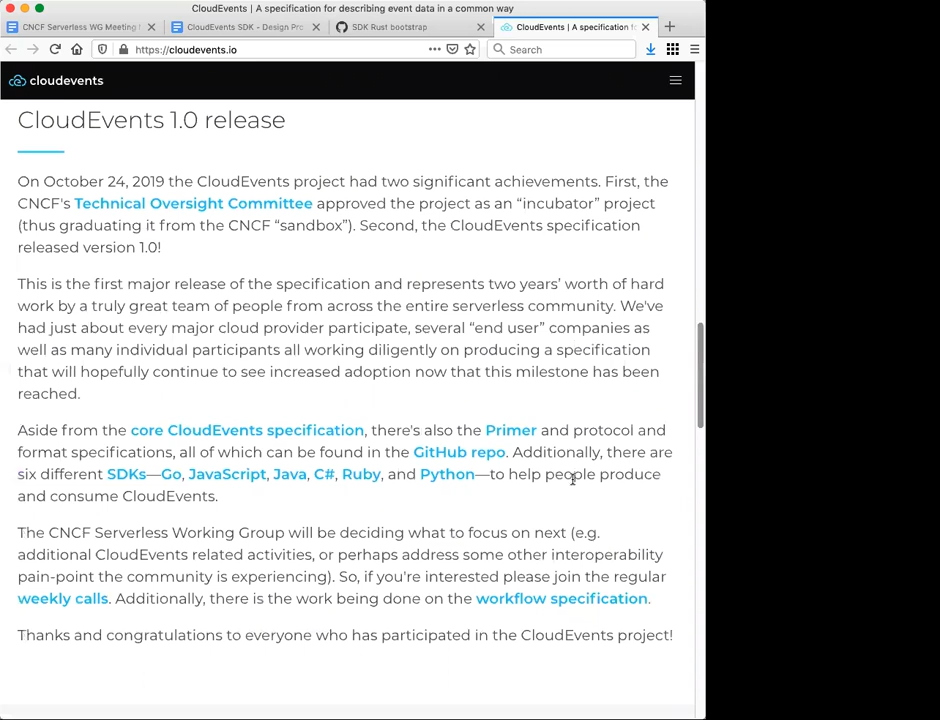 CloudEvents | A specification for describing event data in a common way
CNCF Serverless WG Meeting
CloudEvents SDK - Design Pro
SDK Rust bootstrap
CloudEvents | A specification fo
https://cloudevents.io
Search
cloudevents
CloudEvents 1.0 release
On October 24, 2019 the CloudEvents project had two significant achievements. First, the
CNCF's Technical Oversight Committee approved the project as an “incubator” project
(thus graduating it from the CNCF “sandbox”). Second, the CloudEvents specification
released version 1.0!
This is the first major release of the specification and represents two years’ worth of hard
work by a truly great team of people from across the entire serverless community. We've
had just about every major cloud provider participate, several “end user” companies as
well as many individual participants all working diligently on producing a specification
that will hopefully continue to see increased adoption now that this milestone has been
reached.
Aside from the core CloudEvents specification, there's also the Primer and protocol and
format specifications, all of which can be found in the GitHub repo. Additionally, there are
six different SDKs—Go, JavaScript, Java, C#, Ruby, and Python—to help people produce
and consume CloudEvents.
The CNCF Serverless Working Group will be deciding what to focus on next (e.g.
additional CloudEvents related activities, or perhaps address some other interoperability
pain-point the community is experiencing). So, if you're interested please join the regular
weekly calls. Additionally, there is the work being done on the workflow specification.
Thanks and congratulations to everyone who has participated in the CloudEvents project!